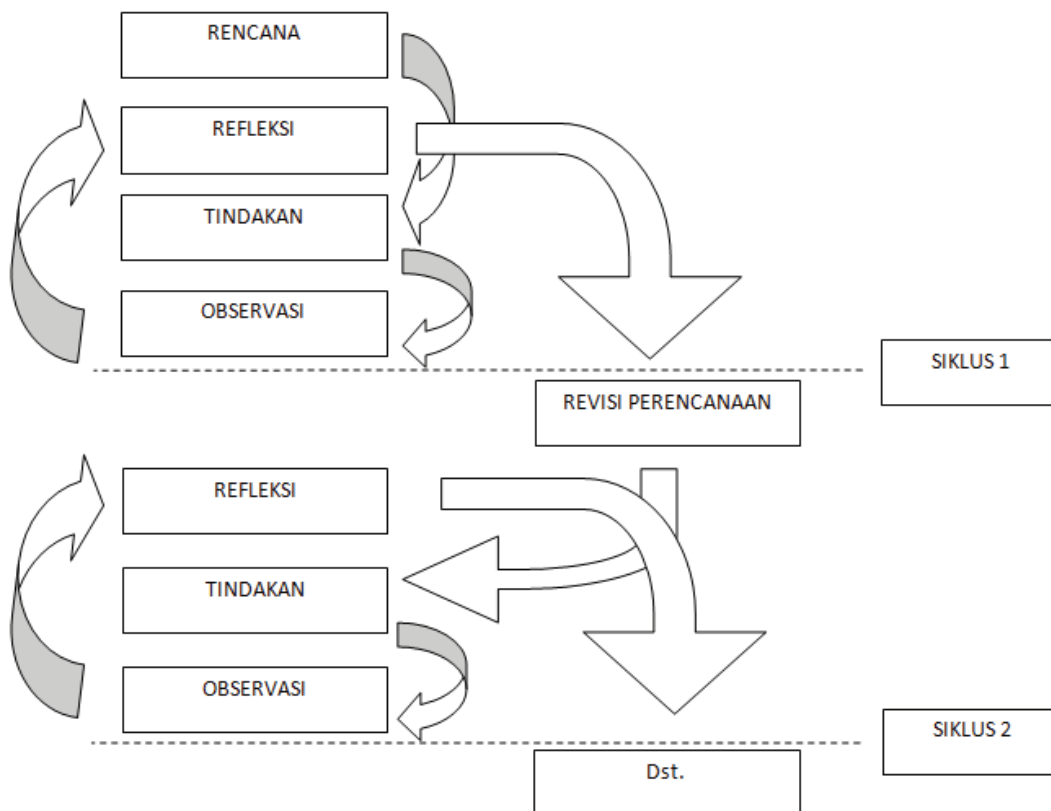 RENCANA
REFLEKSI
TINDAKAN
OBSERVASI
SIKLUS 1
REVISI PERENCANAAN
REFLEKSI
TINDAKAN
OBSERVASI
SIKLUS 2
Dst.